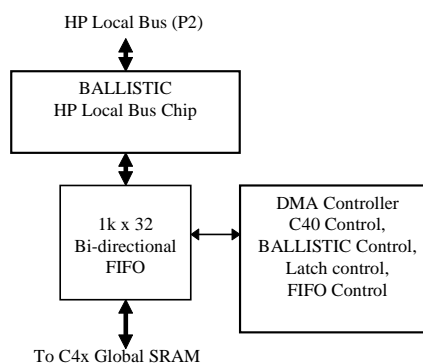 HP Local Bus (P2)
BALLISTIC
HP Local Bus Chip
1k x 32
Bi-directional
FIFO
DMA Controller
C40 Control,
BALLISTIC Control,
Latch control,
FIFO Control
To C4x Global SRAM